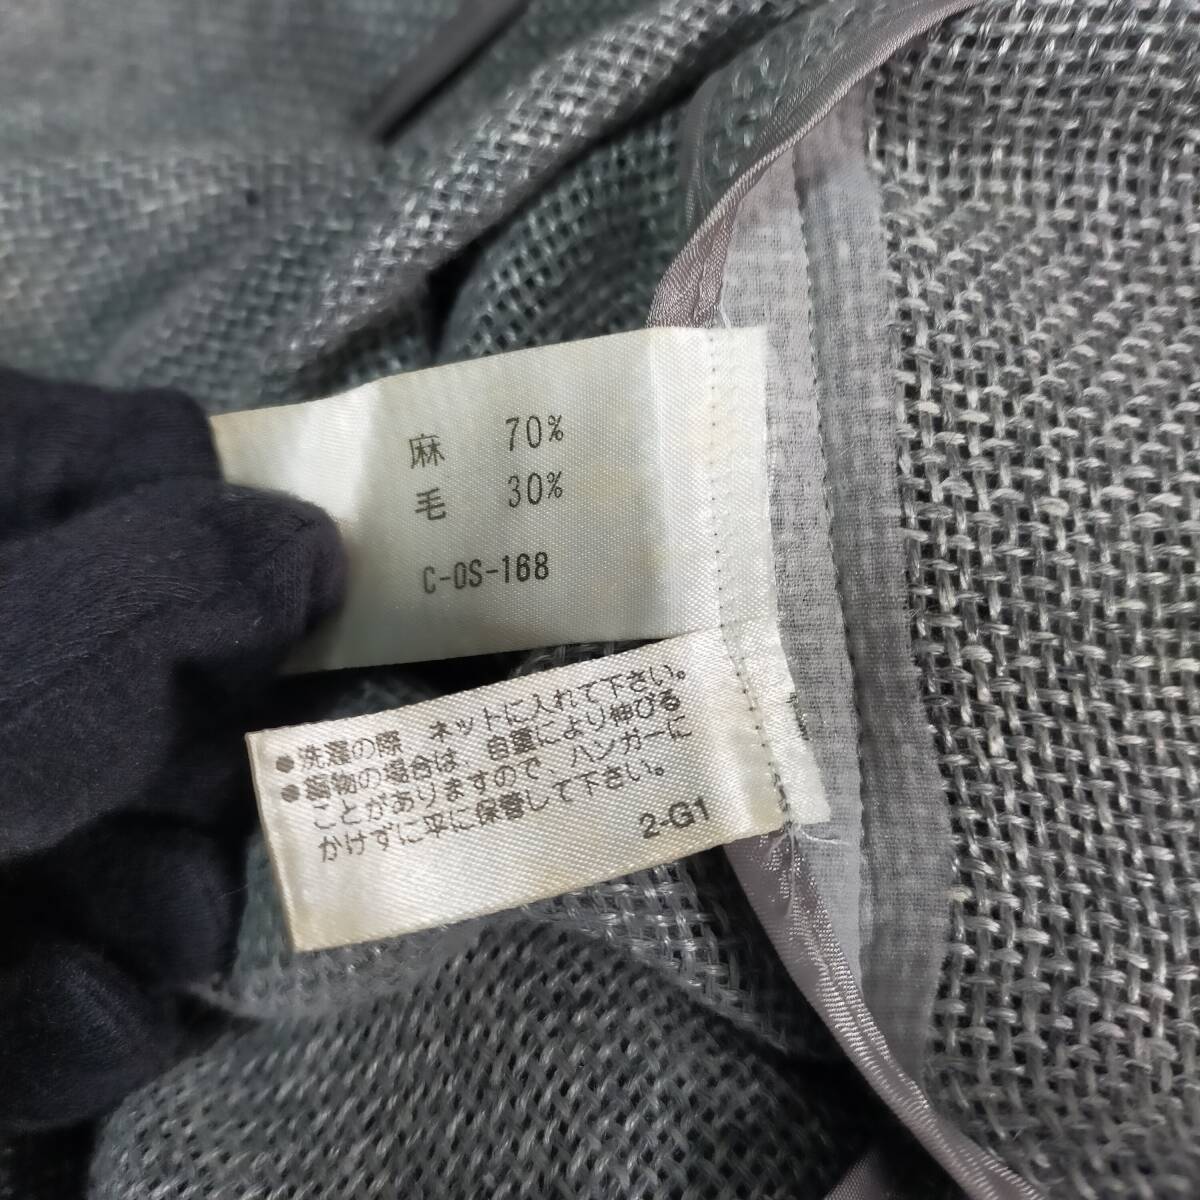 麻 70%
毛 30%
C-OS-168
●洗濯の際、ネットに入れて下さい。
●編物の場合は、自重により伸びる
ことがありますので、ハンガーに
かけずに平に保管して下さい。
2-G1